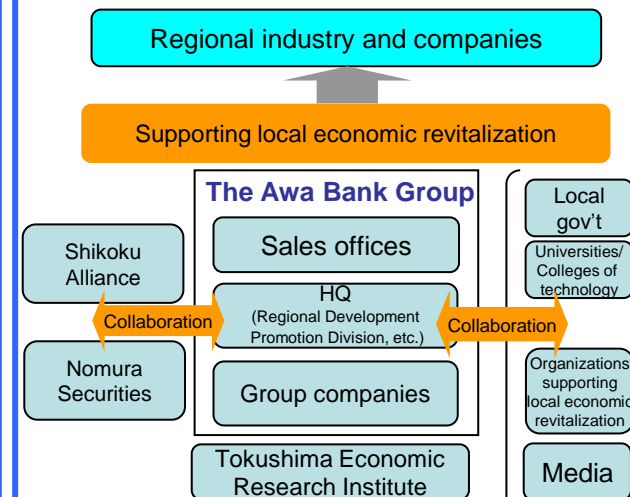 Regional industry and companies
Supporting local economic revitalization
The Awa Bank Group
Sales offices
HQ
(Regional Development
Promotion Division, etc.)
Group companies
Shikoku
Alliance
Collaboration
Nomura
Securities
Collaboration
Local
gov't
Universities/
Colleges of
technology
Organizations
supporting
local economic
revitalization
Media
Tokushima Economic
Research Institute